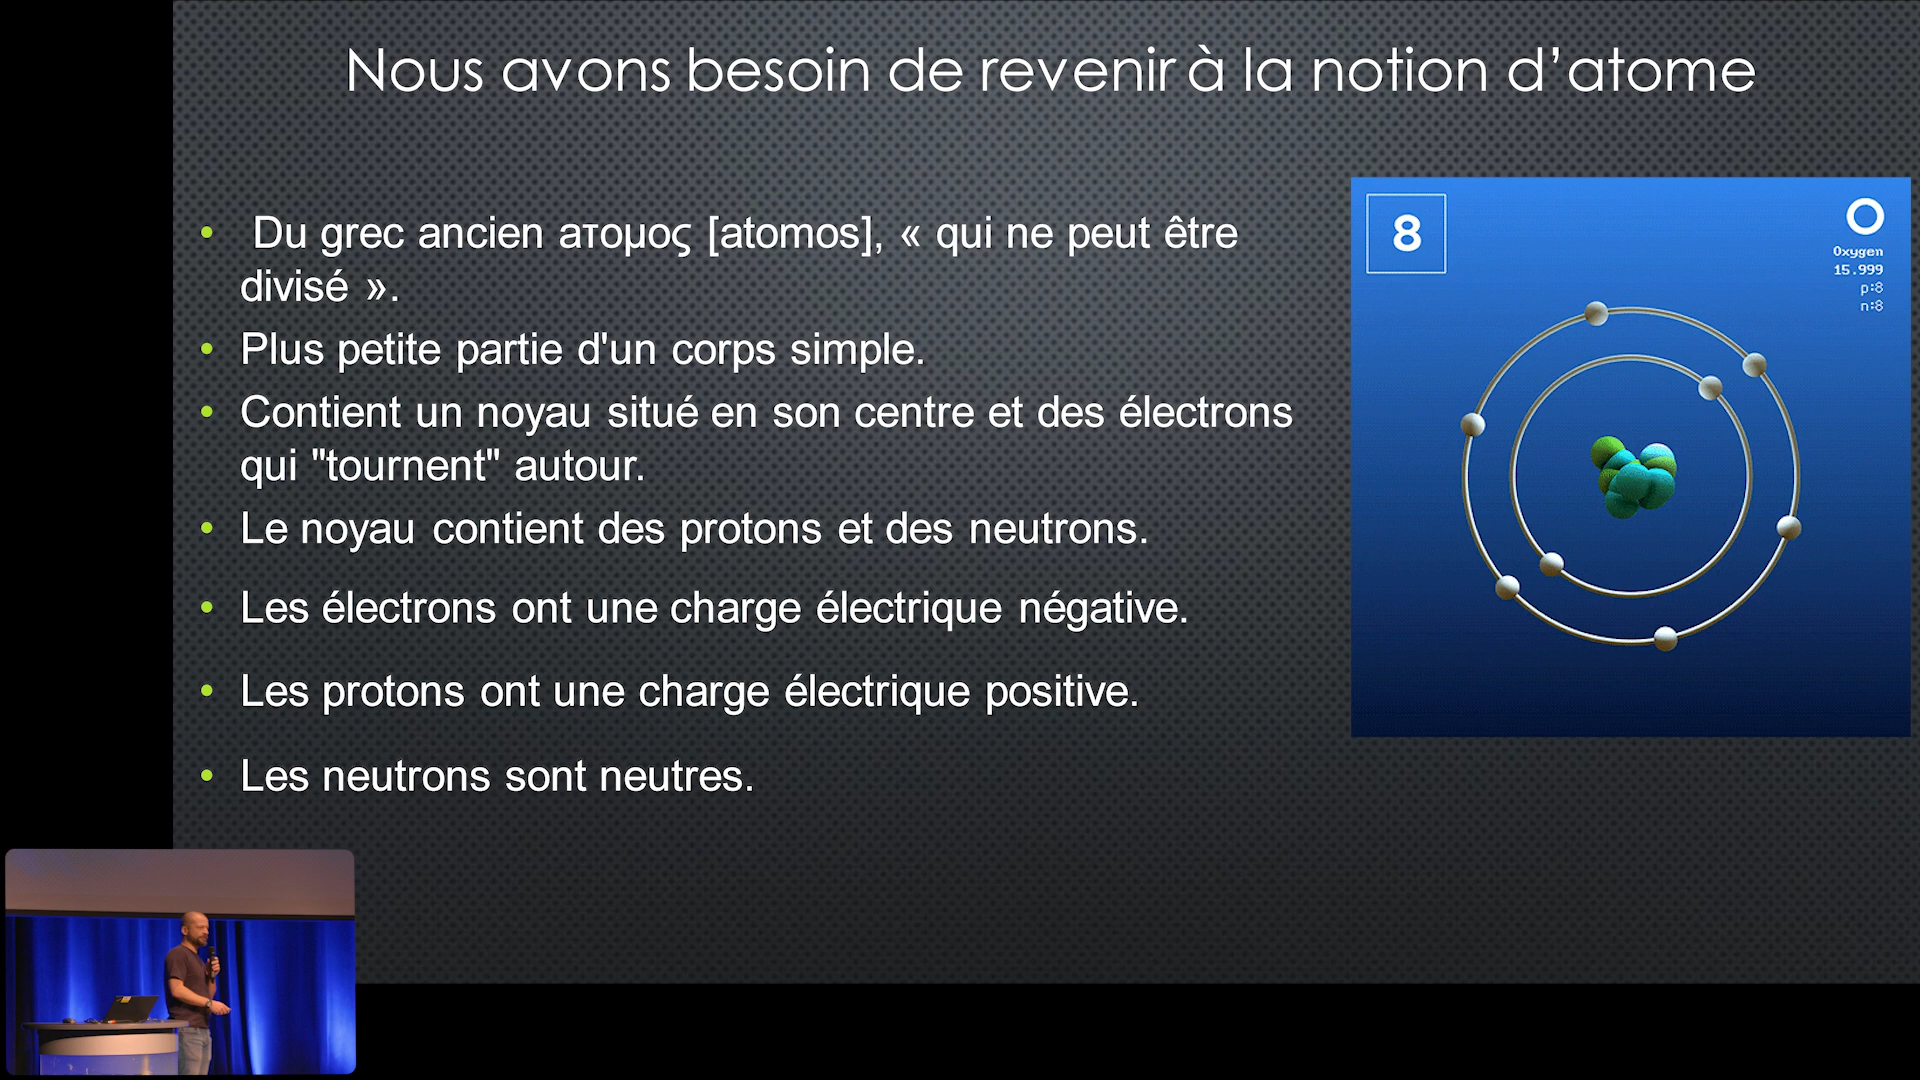 Nous avons besoin de revenir à la notion d’atome
• Du grec ancien ατομος [atomos], « qui ne peut être
divisé ».
• Plus petite partie d'un corps simple.
• Contient un noyau situé en son centre et des électrons
qui "tournent" autour.
• Le noyau contient des protons et des neutrons.
• Les électrons ont une charge électrique négative.
• Les protons ont une charge électrique positive.
• Les neutrons sont neutres.
8
O
Oxygen
15.999
p:8
n:8